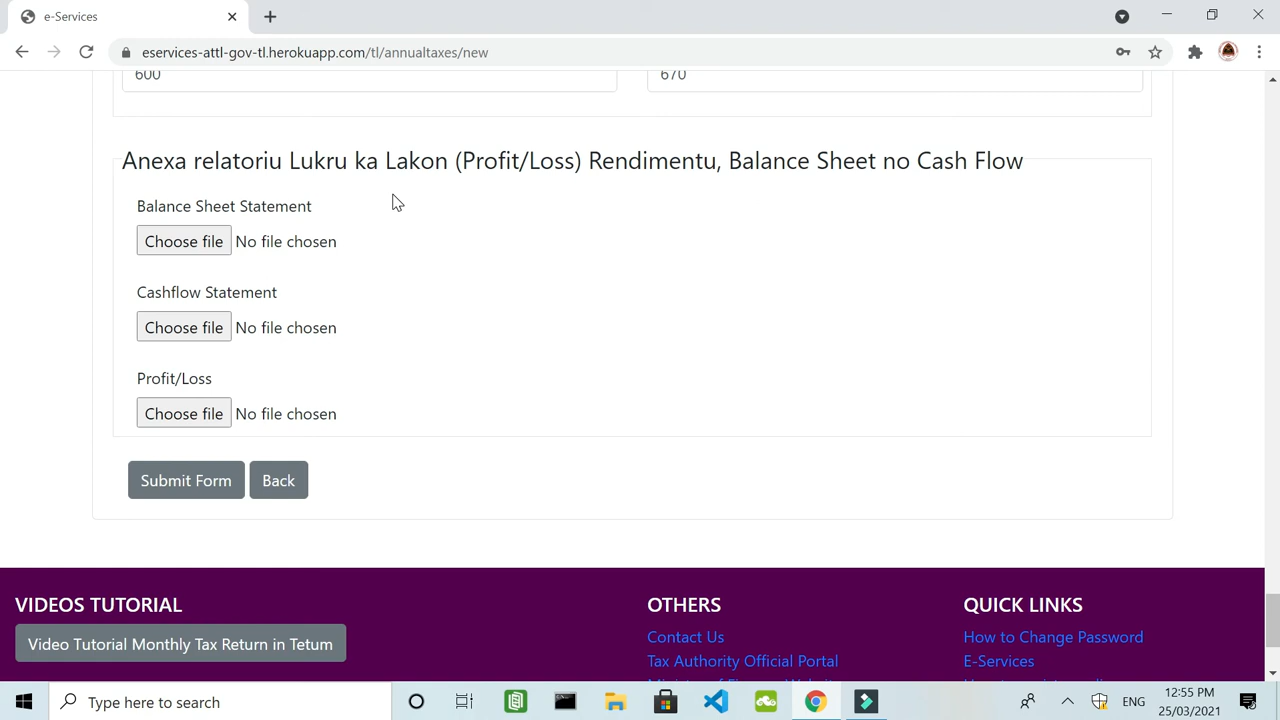 e-Services
eservices-attl-gov-tl.herokuapp.com/tl/annualtaxes/new
600
670
Anexa relatoriu Lukru ka Lakon (Profit/Loss) Rendimentu, Balance Sheet no Cash Flow
Balance Sheet Statement
Choose file No file chosen
Cashflow Statement
Choose file No file chosen
Profit/Loss
Choose file No file chosen
Submit Form
Back
VIDEOS TUTORIAL
Video Tutorial Monthly Tax Return in Tetum
OTHERS
Contact Us
Tax Authority Official Portal
QUICK LINKS
How to Change Password
E-Services
Type here to search
ENG
12:55 PM
25/03/2021